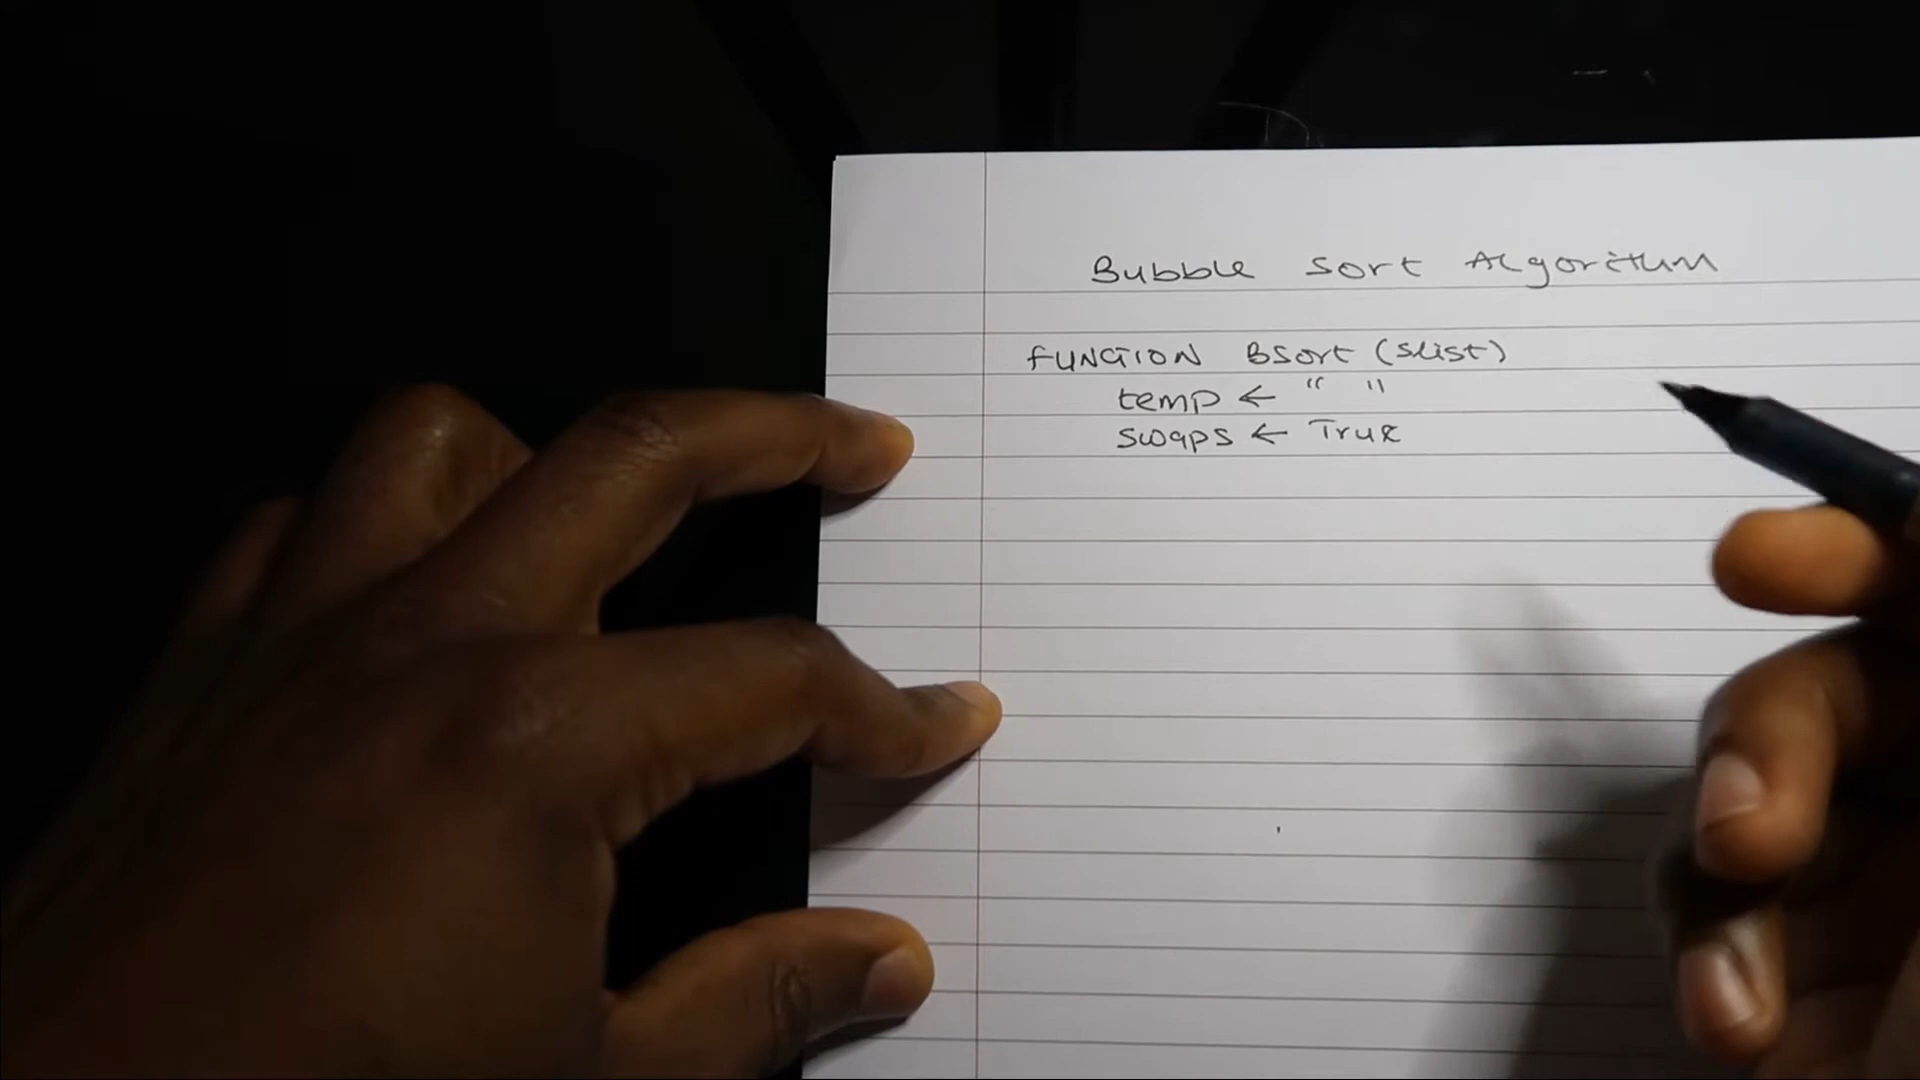 Bubble Sort Algorithm
FUNCTION BSort (slist)
temp ← " "
swaps ← True